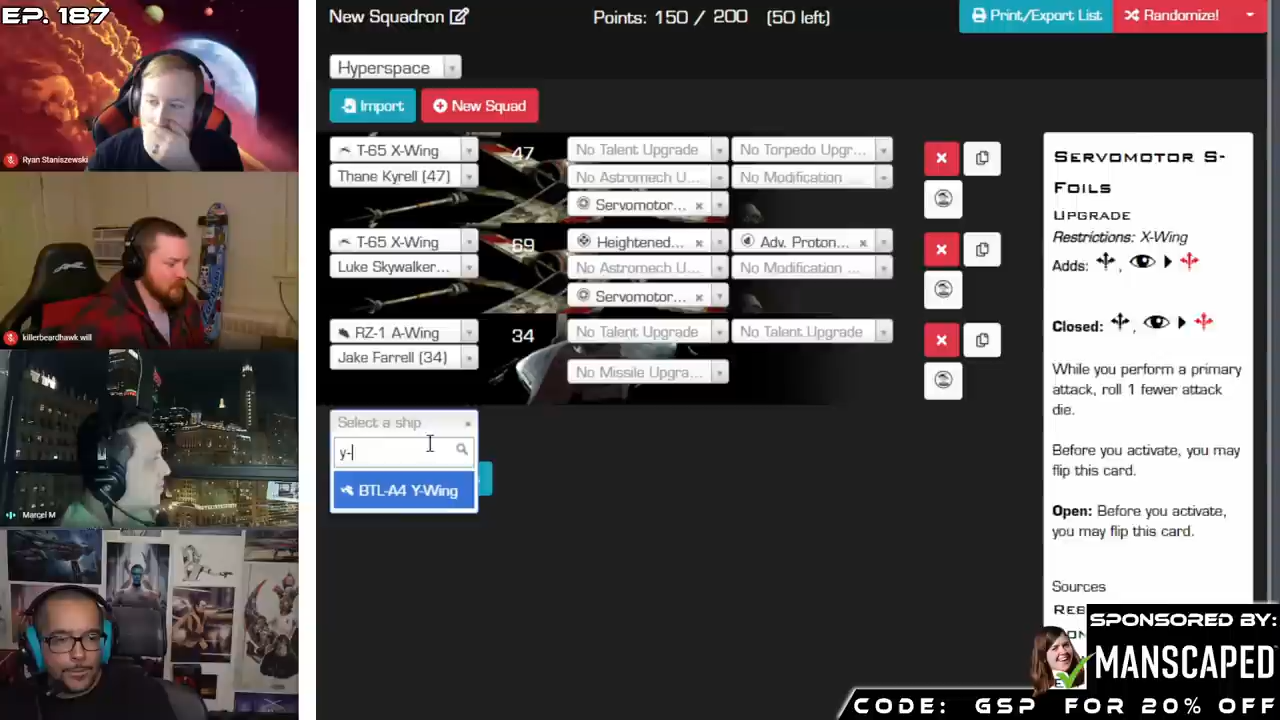 EP. 187
Ryan Staniszewski
killerbeardhawk will
Marcel M
New Squadron
Points: 150 / 200 (50 left)
Print/Export List
Randomize!
Hyperspace
Import
New Squad
T-65 X-Wing
47
No Talent Upgrade
No Torpedo Upgr...
Thane Kyrell (47)
No Astromech U...
No Modification
Servomotor...
T-65 X-Wing
69
Heightened...
Adv. Proton...
Luke Skywalker...
No Astromech U...
No Modification ...
Servomotor...
RZ-1 A-Wing
34
No Talent Upgrade
No Talent Upgrade
Jake Farrell (34)
No Missile Upgra...
Select a ship
y-
BTL-A4 Y-Wing
Servomotor S-
Foils
Upgrade
Restrictions: X-Wing
Adds:
Closed:
While you perform a primary
attack, roll 1 fewer attack
die.
Before you activate, you may
flip this card.
Open: Before you activate,
you may flip this card.
Sources
SPONSORED BY:
MANSCAPED
CODE: GSP FOR 20% OFF